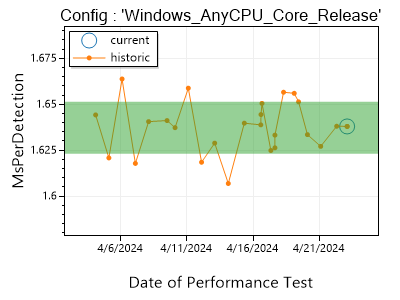 Config : 'Windows_AnyCPU_Core_Release'
current
historic
1.675
1.65
1.625
1.6
MsPerDetection
4/6/2024 4/11/2024 4/16/2024 4/21/2024
Date of Performance Test